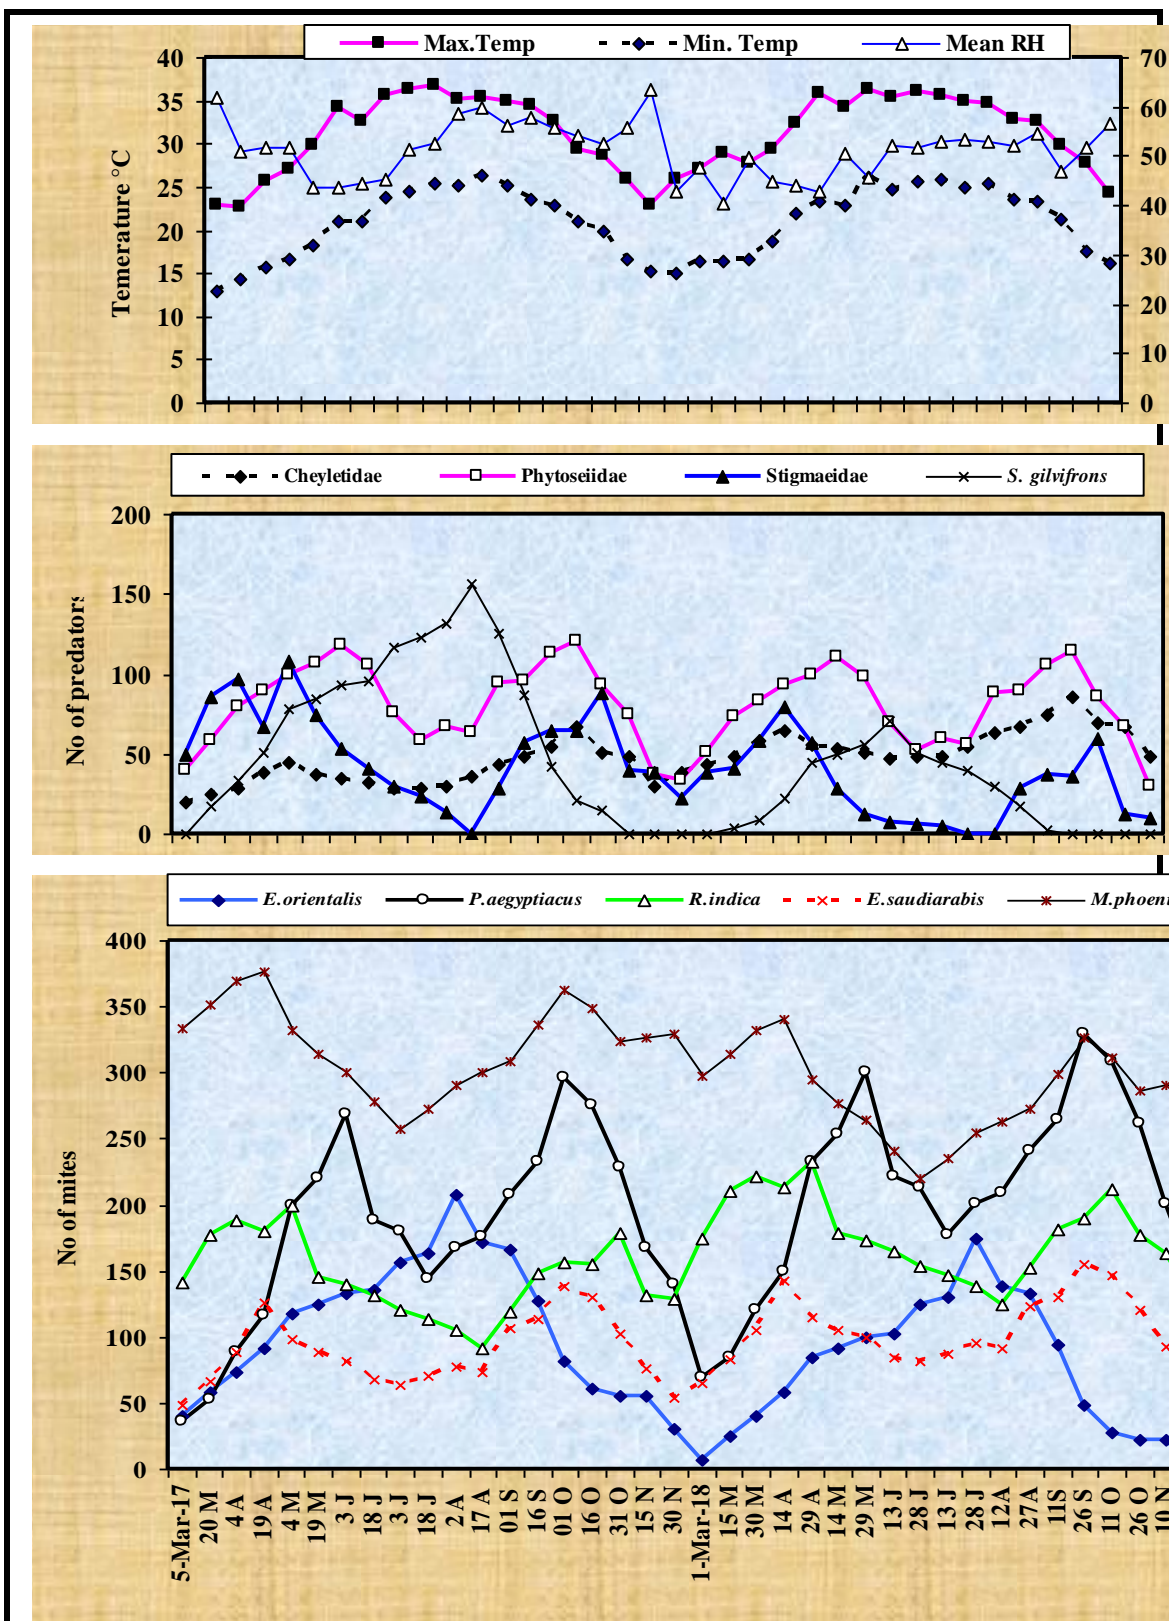 Max.Temp Min. Temp Mean RH
40
35
30
25
20
15
10
5
0
Temerature °C
70
60
50
40
30
20
10
0
Cheyletidae Phytoseiidae Stigmaeidae S. gilvifrons
200
150
100
50
0
No of predators
E.orientalis P.aegyptiacus R.indica E.saudiarabis M.phoeni
400
350
300
250
200
150
100
50
0
No of mites
5-Mar-17
20 M
4 A
19 A
4 M
19 M
3 J
18 J
3 J
18 J
2 A
17 A
01 S
16 S
01 O
16 O
31 O
15 N
30 N
1-Mar-18
15 M
30 M
14 A
29 A
14 M
29 M
13 J
28 J
13 J
28 J
12A
27A
11S
26 S
11 O
26 O
10 N